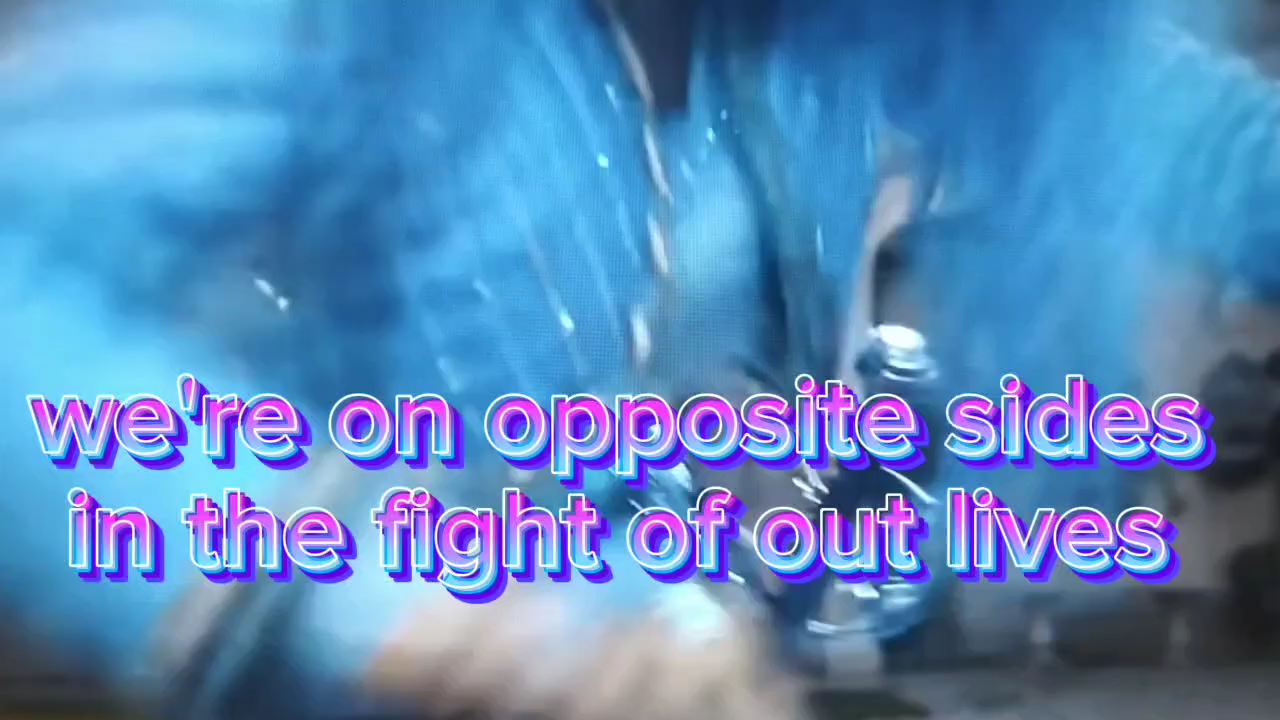 we're on opposite sides
in the fight of out lives